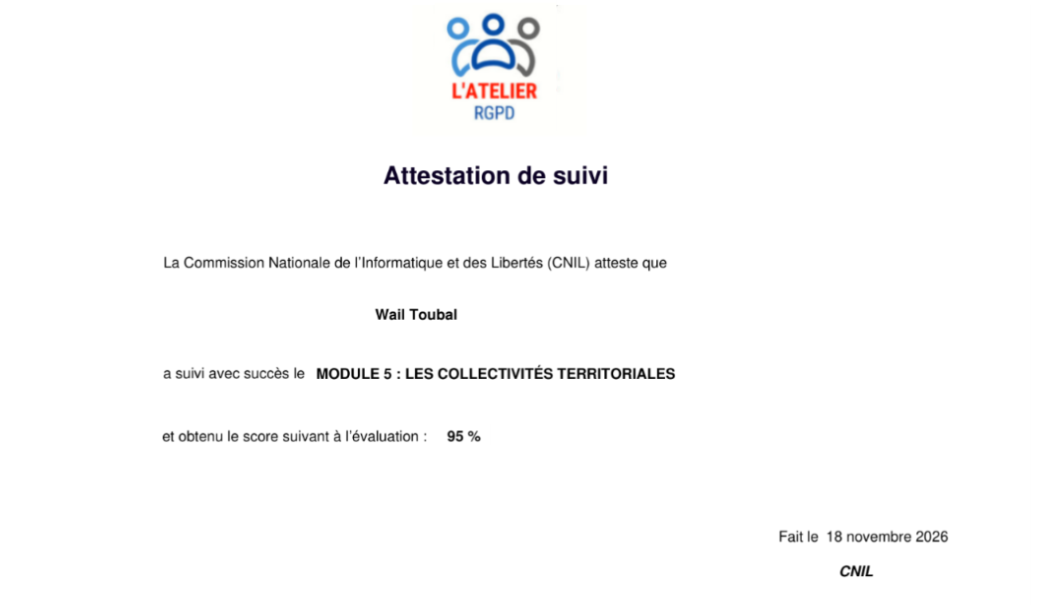 L'ATELIER
RGPD
Attestation de suivi
La Commission Nationale de l'Informatique et des Libertés (CNIL) atteste que
Wail Toubal
a suivi avec succès le MODULE 5 : LES COLLECTIVITÉS TERRITORIALES
et obtenu le score suivant à l'évaluation : 95 %
Fait le 18 novembre 2026
CNIL